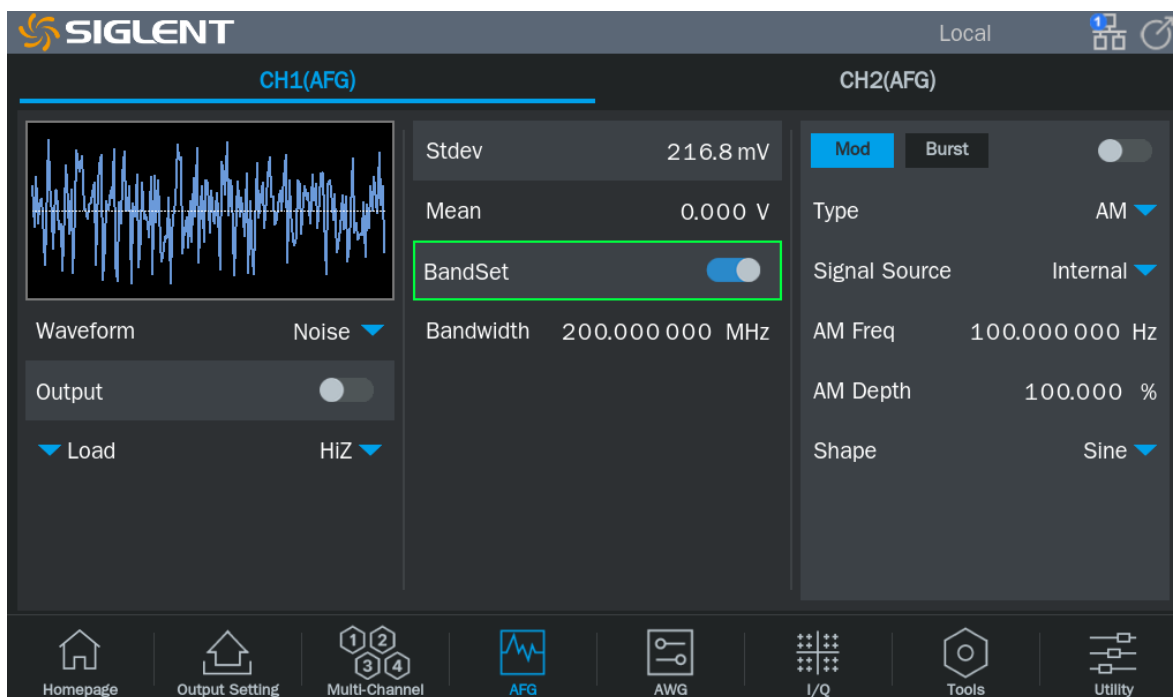 SIGLENT
Local
1
CH1(AFG)
CH2(AFG)
Waveform Noise
Output
Load HiZ
Stdev 216.8 mV
Mean 0.000 V
BandSet
Bandwidth 200.000 000 MHz
Mod Burst
Type AM
Signal Source Internal
AM Freq 100.000 000 Hz
AM Depth 100.000 %
Shape Sine
1 2
3 4
Homepage Output Setting Multi-Channel AFG AWG I/Q Tools Utility